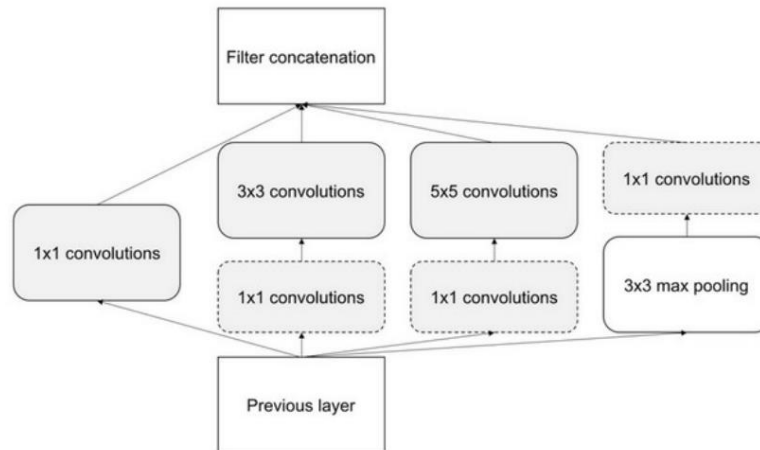 Filter concatenation
3x3 convolutions
5x5 convolutions
1x1 convolutions
1x1 convolutions
1x1 convolutions
1x1 convolutions
3x3 max pooling
Previous layer